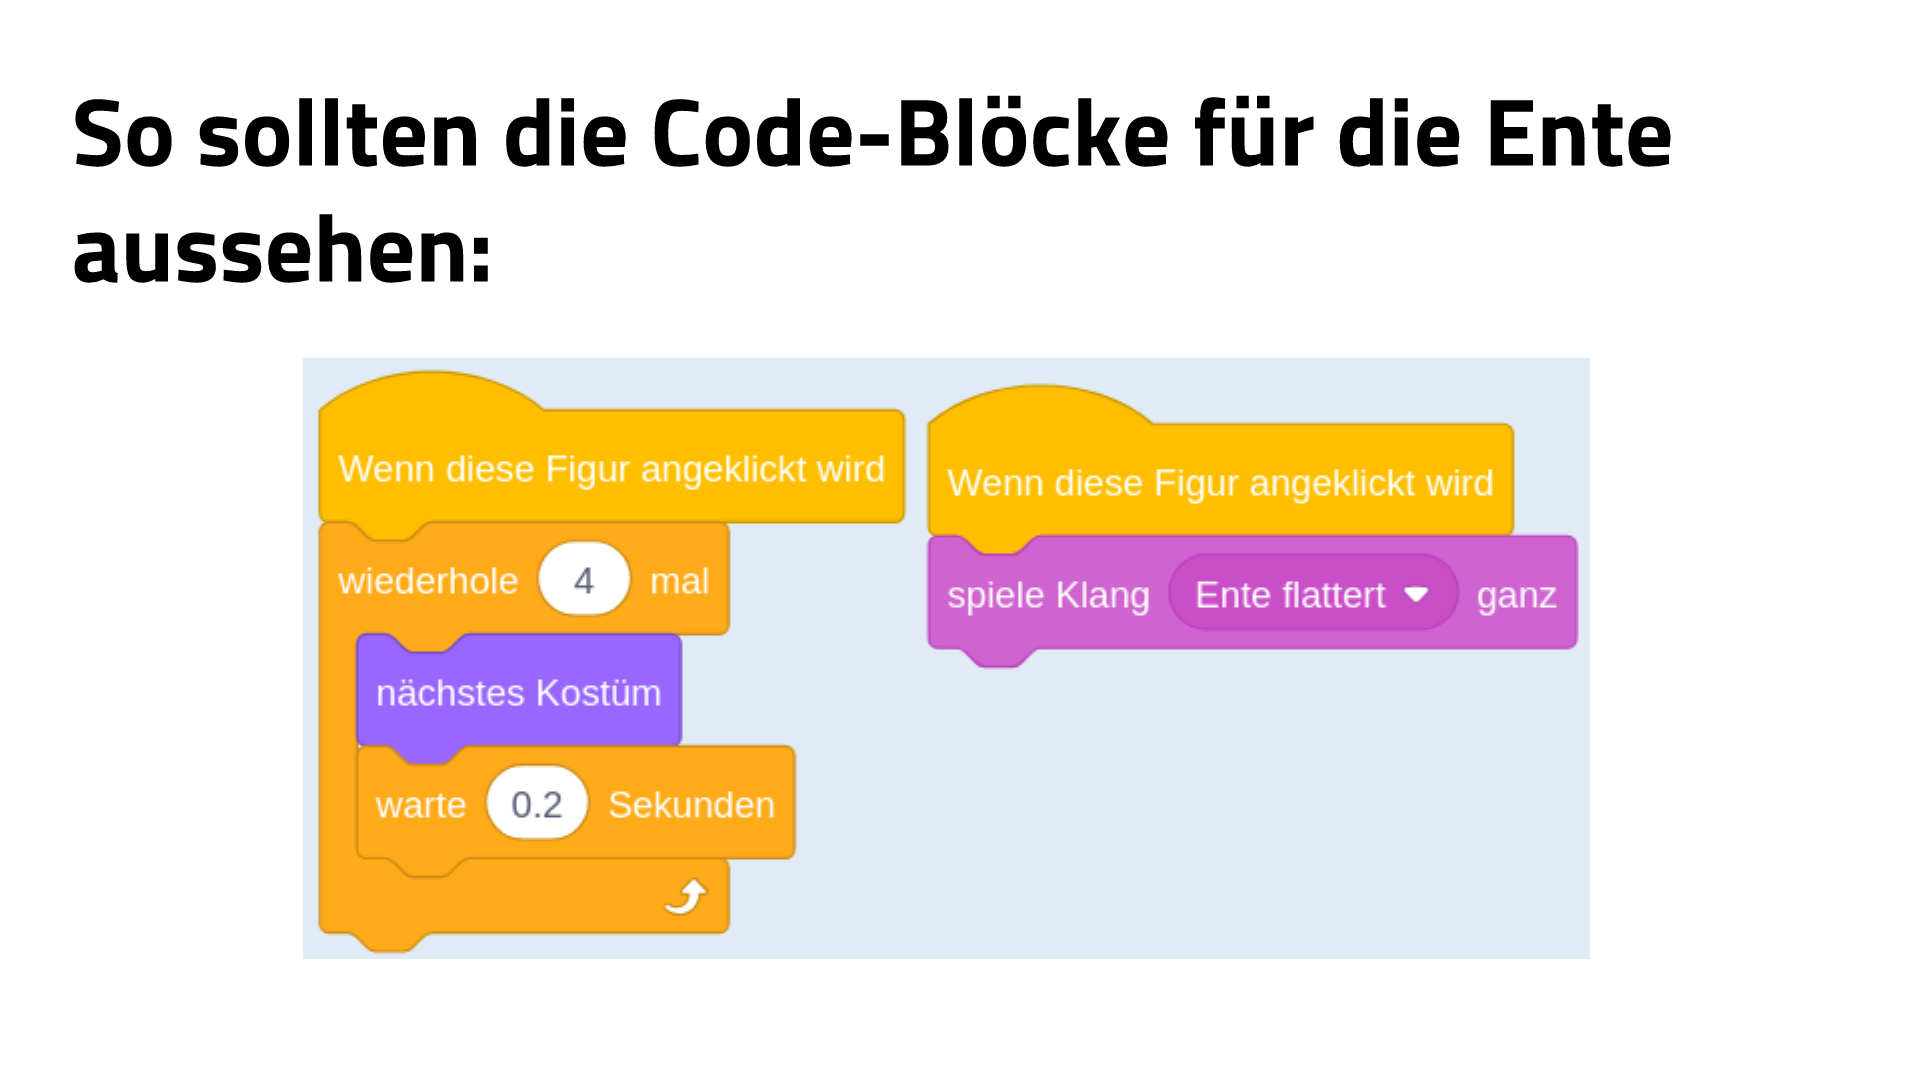 So sollten die Code-Blöcke für die Ente
aussehen:
Wenn diese Figur angeklickt wird
wiederhole 4 mal
nächstes Kostüm
warte 0.2 Sekunden
Wenn diese Figur angeklickt wird
spiele Klang Ente flattert ganz